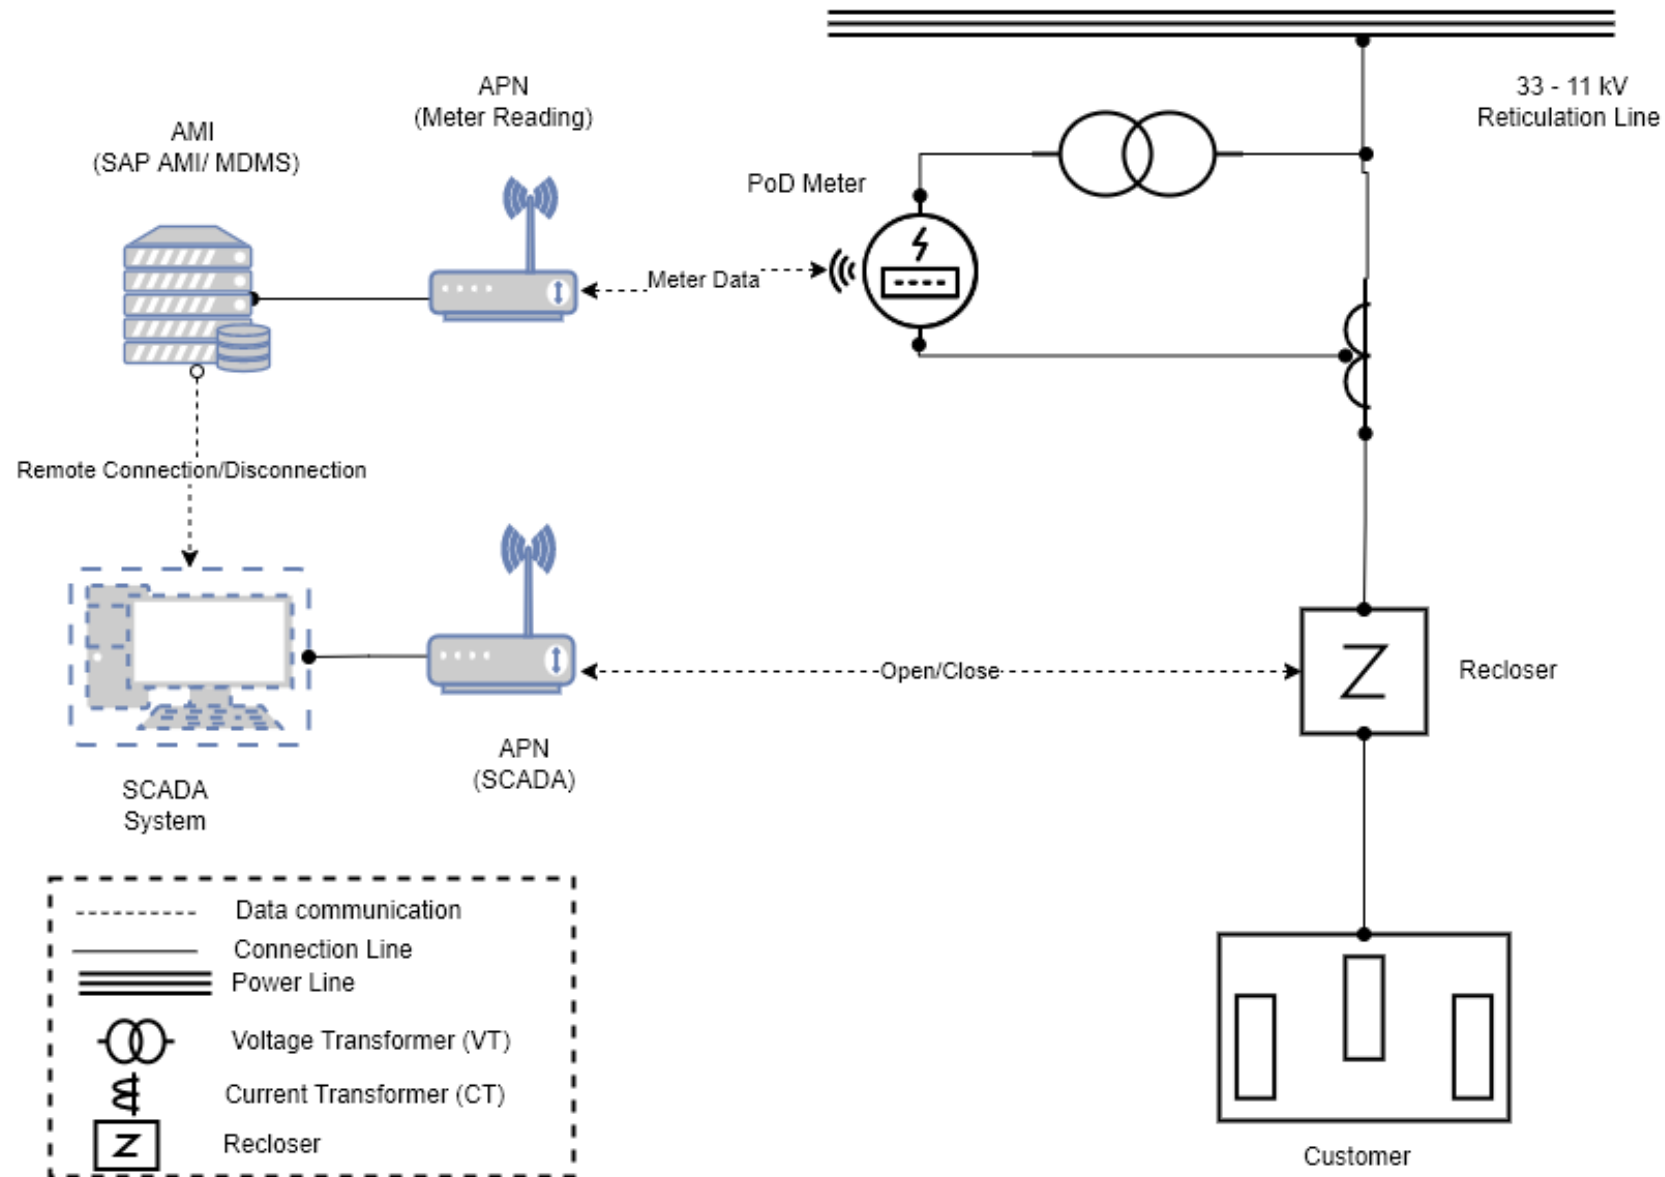 33 - 11 kV
Reticulation Line
APN
(Meter Reading)
AMI
(SAP AMI/ MDMS)
PoD Meter
Meter Data
Remote Connection/Disconnection
Open/Close
Recloser
APN
(SCADA)
SCADA
System
Data communication
Connection Line
Power Line
Voltage Transformer (VT)
Current Transformer (CT)
Recloser
Customer